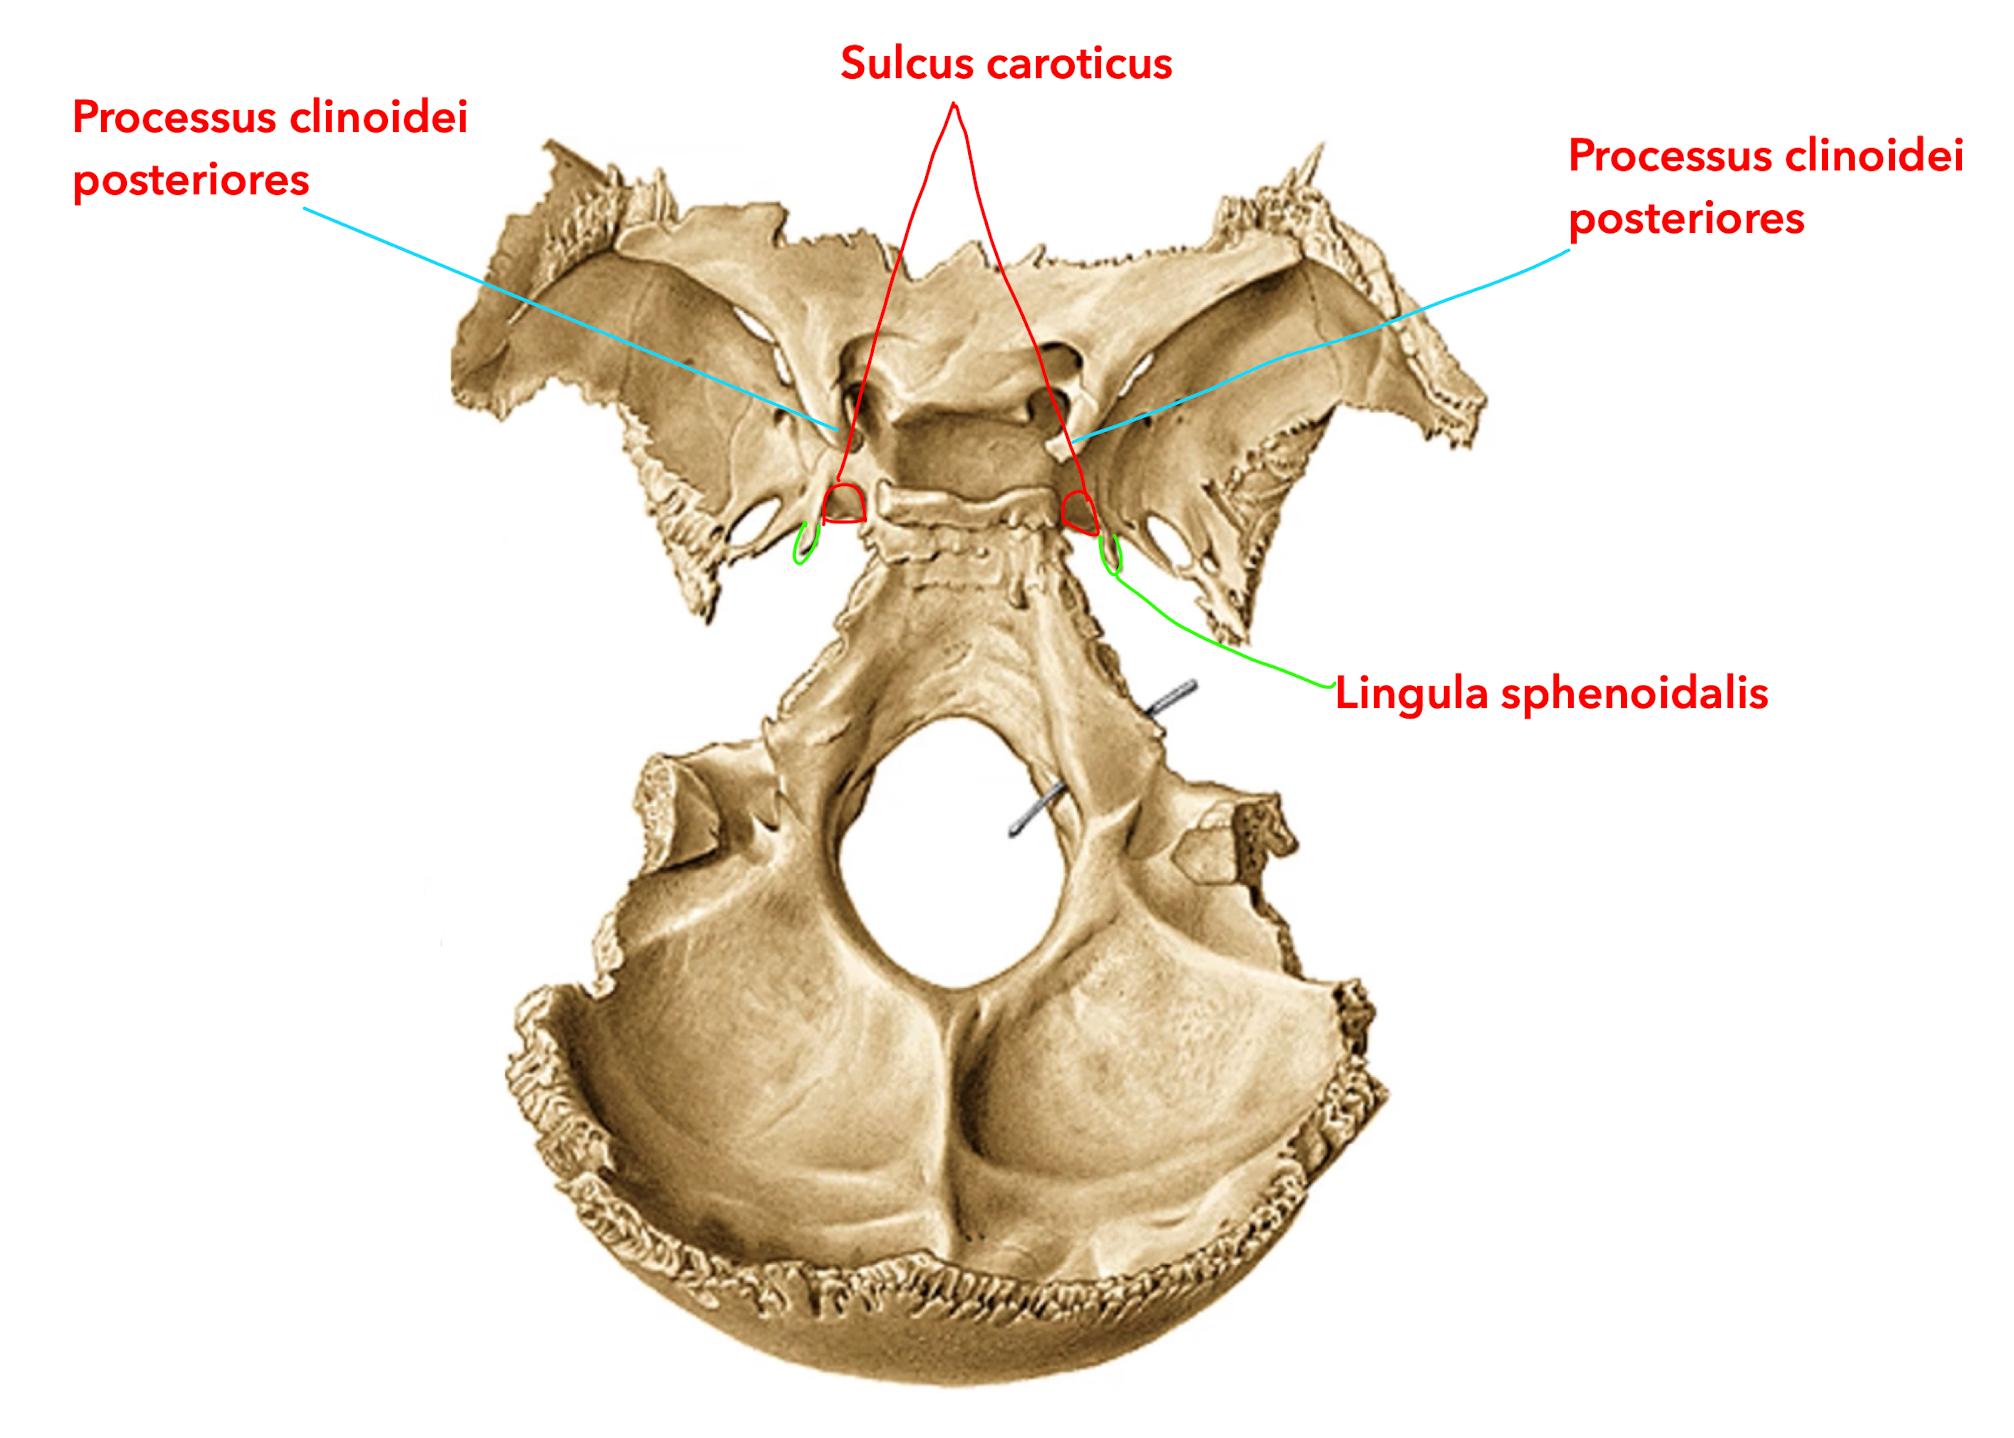 Sulcus caroticus
Processus clinoidei
posteriores
Processus clinoidei
posteriores
Lingula sphenoidalis